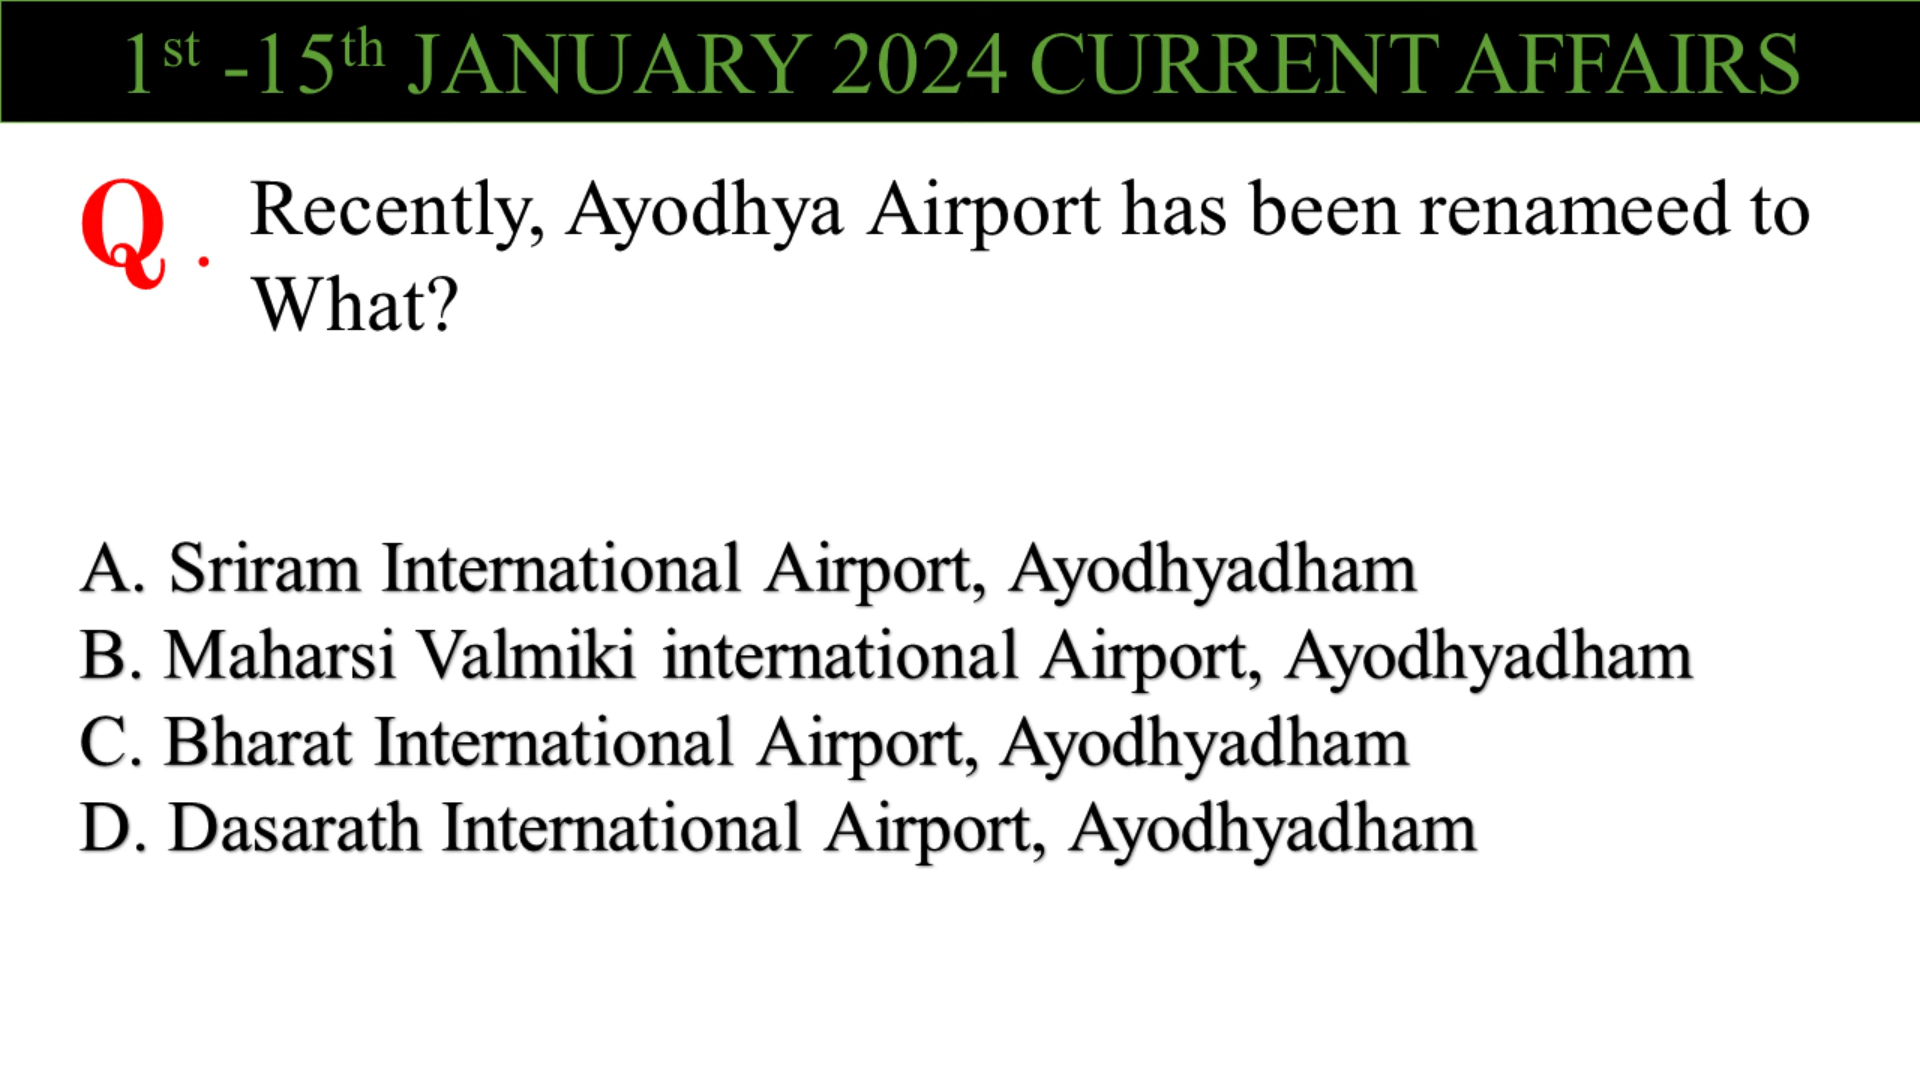 1st -15th JANUARY 2024 CURRENT AFFAIRS
Q . Recently, Ayodhya Airport has been renameed to
What?
A. Sriram International Airport, Ayodhyadham
B. Maharsi Valmiki international Airport, Ayodhyadham
C. Bharat International Airport, Ayodhyadham
D. Dasarath International Airport, Ayodhyadham